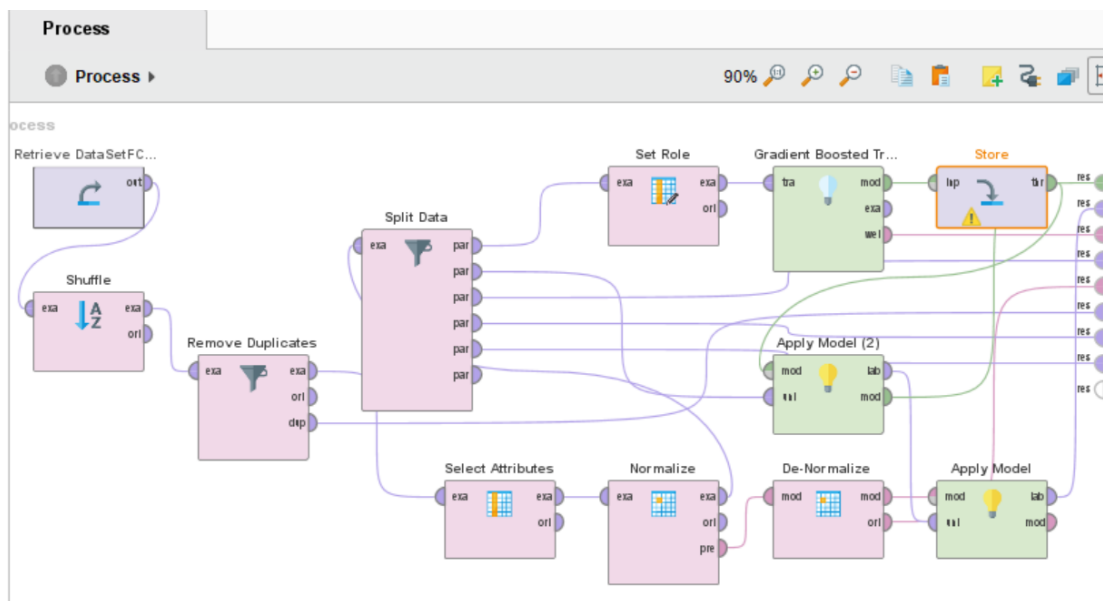 Process
Process
90%
ocess
Retrieve DataSetFC...
out
Shuffle
exa exa
ori
Remove Duplicates
exa exa
ori
dup
Split Data
exa par
par
par
par
par
par
Set Role
exa exa
ori
Gradient Boosted Tr...
tra mod
exa
wei
Store
inp thr
res
res
res
res
res
res
res
res
res
Apply Model (2)
mod lab
unl mod
Select Attributes
exa exa
ori
Normalize
exa exa
ori
pre
De-Normalize
mod mod
ori
Apply Model
mod lab
unl mod